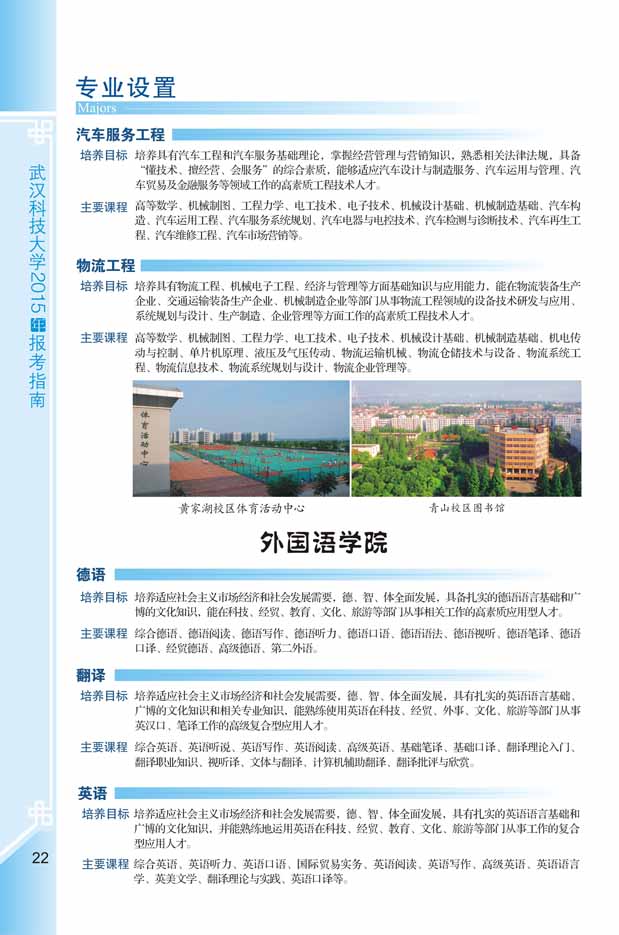 专业设置
Majors
汽车服务工程
培养目标 培养具有汽车工程和汽车服务基础理论，掌握经营管理与营销知识，熟悉相关法律法规，具备
“懂技术、擅经营、会服务”的综合素质，能够适应汽车设计与制造服务、汽车运用与管理、汽
车贸易及金融服务等领域工作的高素质工程技术人才。
主要课程 高等数学、机械制图、工程力学、电工技术、电子技术、机械设计基础、机械制造基础、汽车构
造、汽车运用工程、汽车服务系统规划、汽车电器与电控技术、汽车检测与诊断技术、汽车再生工
程、汽车维修工程、汽车市场营销等。
物流工程
培养目标 培养具有物流工程、机械电子工程、经济与管理等方面基础知识与应用能力，能在物流装备生产
企业、交通运输装备生产企业、机械制造企业等部门从事物流工程领域的设备技术研发与应用、
系统规划与设计、生产制造、企业管理等方面工作的高素质工程技术人才。
主要课程 高等数学、机械制图、工程力学、电工技术、电子技术、机械设计基础、机械制造基础、机电传
动与控制、单片机原理、液压及气压传动、物流运输机械、物流仓储技术与设备、物流系统工
程、物流信息技术、物流系统规划与设计、物流企业管理等。
体育活动中心
黄家湖校区体育活动中心
青山校区图书馆
外国语学院
德语
培养目标 培养适应社会主义市场经济和社会发展需要，德、智、体全面发展，具备扎实的德语语言基础和广
博的文化知识，能在科技、经贸、教育、文化、旅游等部门从事相关工作的高素质应用型人才。
主要课程 综合德语、德语阅读、德语写作、德语听力、德语口语、德语语法、德语视听、德语笔译、德语
口译、经贸德语、高级德语、第二外语。
翻译
培养目标 培养适应社会主义市场经济和社会发展需要，德、智、体全面发展，具有扎实的英语语言基础、
广博的文化知识和相关专业知识，能熟练使用英语在科技、经贸、外事、文化、旅游等部门从事
英汉口、笔译工作的高级复合型应用人才。
主要课程 综合英语、英语听说、英语写作、英语阅读、高级英语、基础笔译、基础口译、翻译理论入门、
翻译职业知识、视听译、文体与翻译、计算机辅助翻译、翻译批评与欣赏。
英语
培养目标 培养适应社会主义市场经济和社会发展需要，德、智、体全面发展，具有扎实的英语语言基础和
广博的文化知识，并能熟练地运用英语在科技、经贸、教育、文化、旅游等部门从事工作的复合
型应用人才。
主要课程 综合英语、英语听力、英语口语、国际贸易实务、英语阅读、英语写作、高级英语、英语语言
学、英美文学、翻译理论与实践、英语口译等。
武汉科技大学2015年报考指南
22